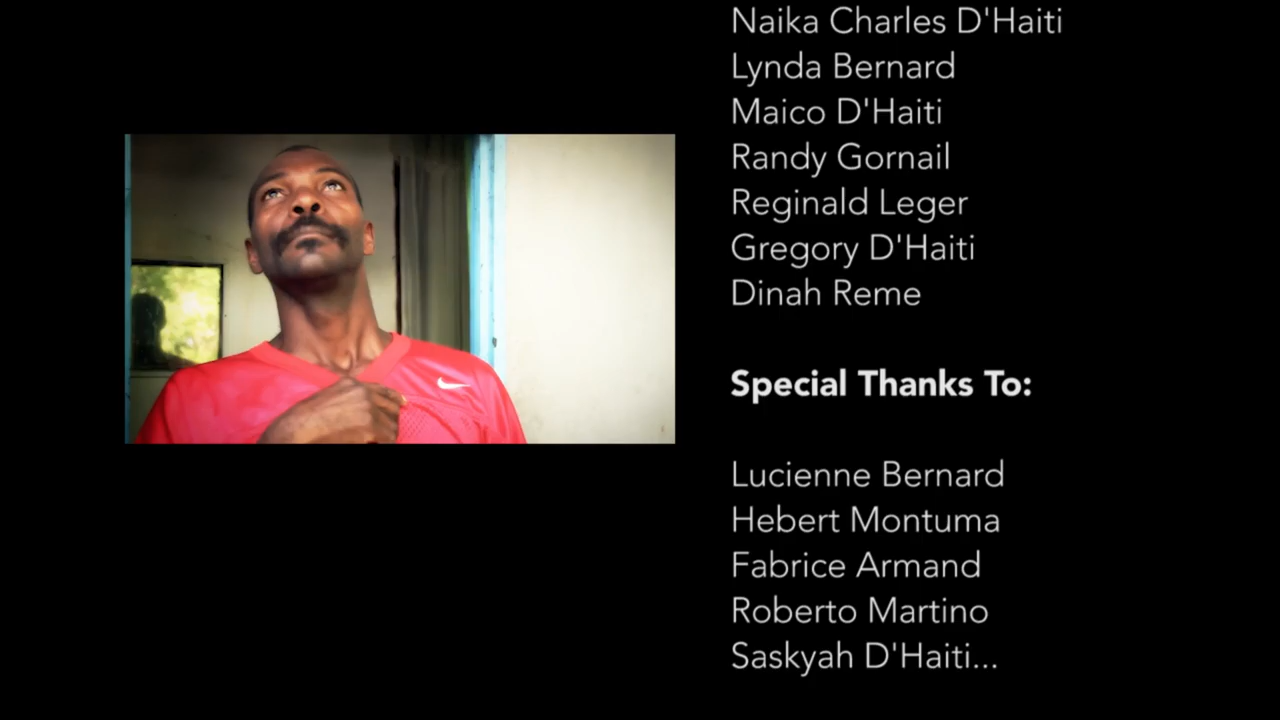 Naika Charles D'Haiti
Lynda Bernard
Maico D'Haiti
Randy Gornail
Reginald Leger
Gregory D'Haiti
Dinah Reme
Special Thanks To:
Lucienne Bernard
Hebert Montuma
Fabrice Armand
Roberto Martino
Saskyah D'Haiti...